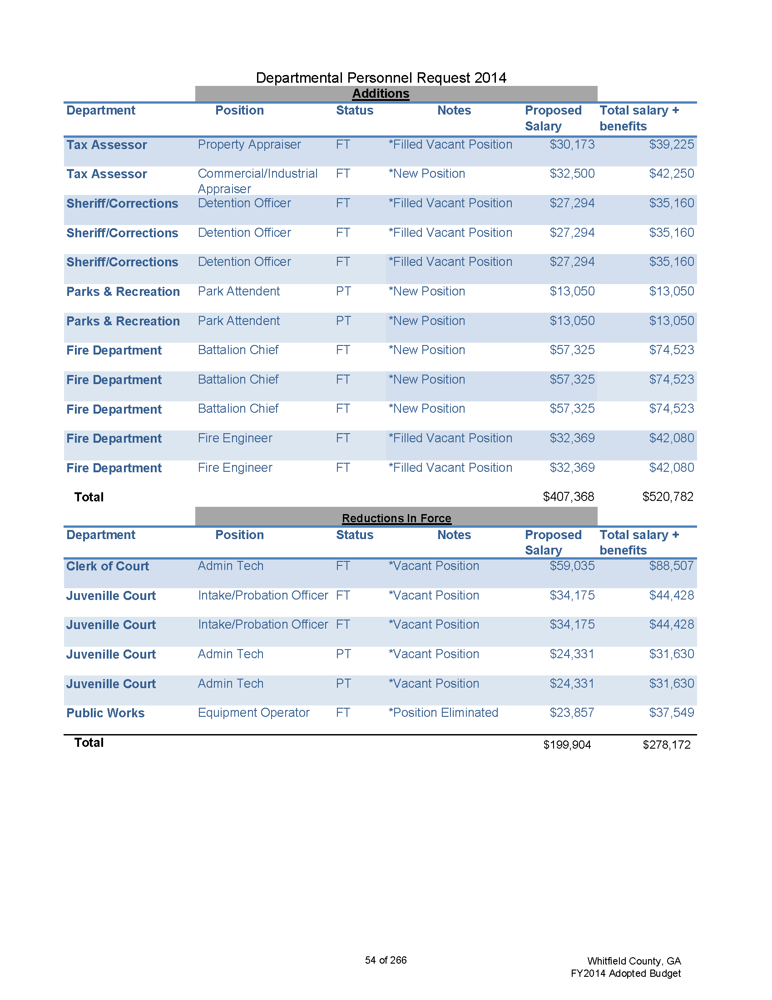 Departmental Personnel Request 2014
Additions
Department Position Status Notes Proposed Salary Total salary + benefits
Tax Assessor Property Appraiser FT *Filled Vacant Position $30,173 $39,225
Tax Assessor Commercial/Industrial Appraiser FT *New Position $32,500 $42,250
Sheriff/Corrections Detention Officer FT *Filled Vacant Position $27,294 $35,160
Sheriff/Corrections Detention Officer FT *Filled Vacant Position $27,294 $35,160
Sheriff/Corrections Detention Officer FT *Filled Vacant Position $27,294 $35,160
Parks & Recreation Park Attendent PT *New Position $13,050 $13,050
Parks & Recreation Park Attendent PT *New Position $13,050 $13,050
Fire Department Battalion Chief FT *New Position $57,325 $74,523
Fire Department Battalion Chief FT *New Position $57,325 $74,523
Fire Department Battalion Chief FT *New Position $57,325 $74,523
Fire Department Fire Engineer FT *Filled Vacant Position $32,369 $42,080
Fire Department Fire Engineer FT *Filled Vacant Position $32,369 $42,080
Total $407,368 $520,782
Reductions In Force
Department Position Status Notes Proposed Salary Total salary + benefits
Clerk of Court Admin Tech FT *Vacant Position $59,035 $88,507
Juvenille Court Intake/Probation Officer FT *Vacant Position $34,175 $44,428
Juvenille Court Intake/Probation Officer FT *Vacant Position $34,175 $44,428
Juvenille Court Admin Tech PT *Vacant Position $24,331 $31,630
Juvenille Court Admin Tech PT *Vacant Position $24,331 $31,630
Public Works Equipment Operator FT *Position Eliminated $23,857 $37,549
Total $199,904 $278,172
54 of 266
Whitfield County, GA
FY2014 Adopted Budget